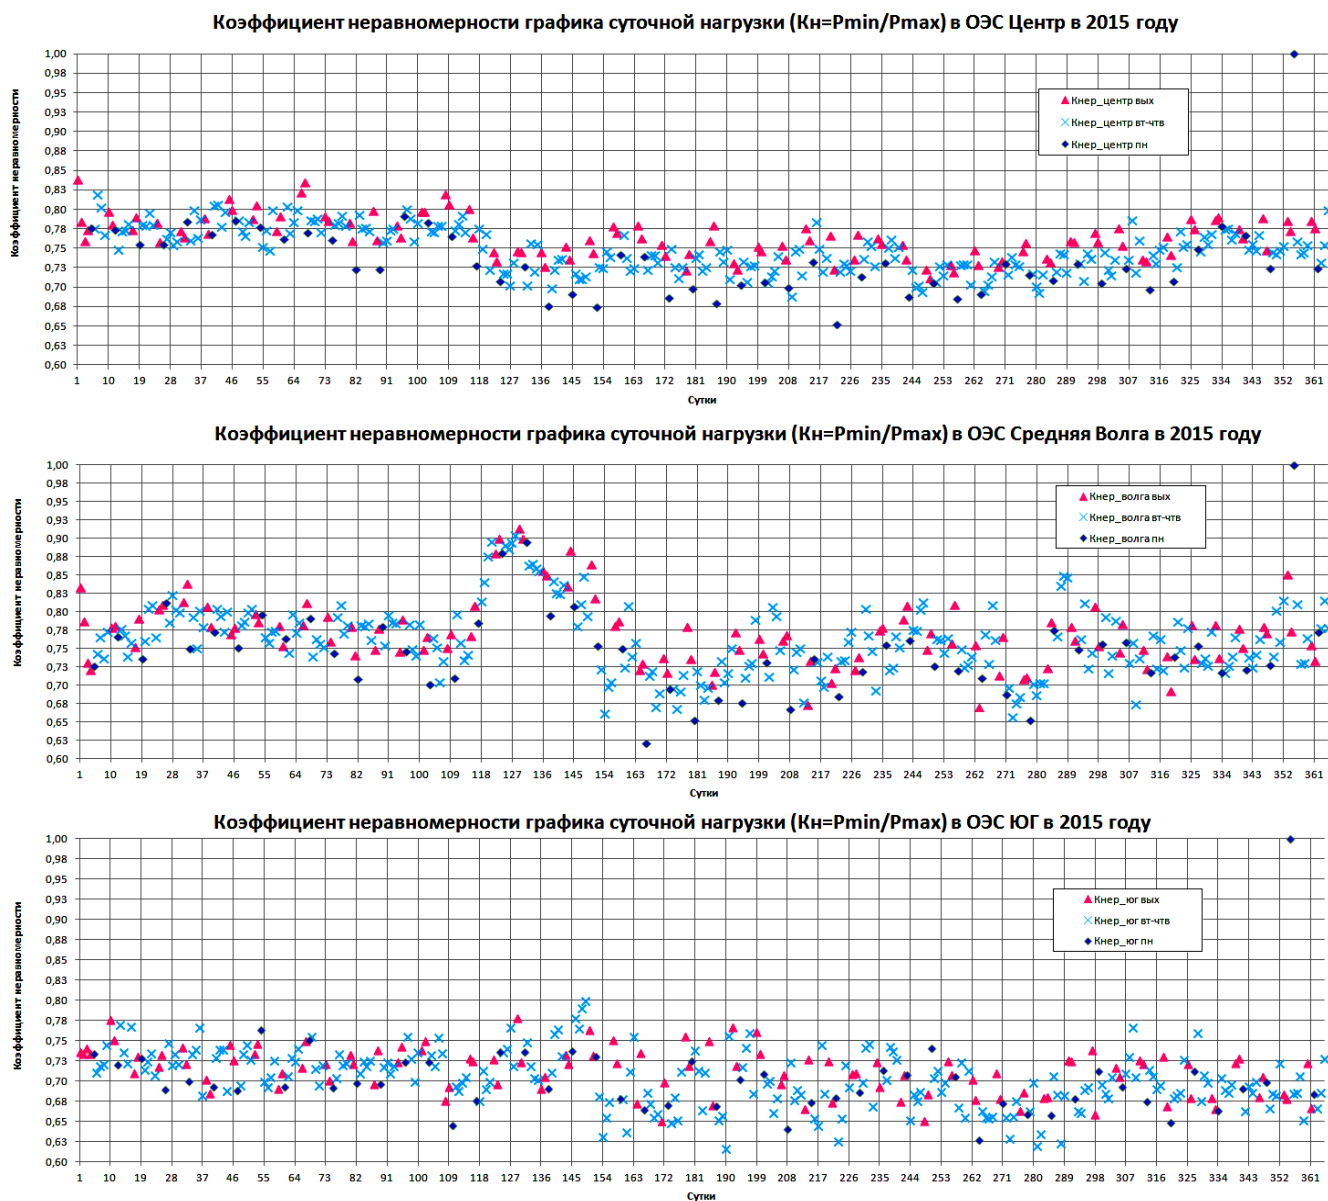 Коэффициент неравномерности графика суточной нагрузки (Кн=Pmin/Pmax) в ОЭС Центр в 2015 году
Коэффициент неравномерности
1,00
0,98
0,95
0,93
0,90
0,88
0,85
0,83
0,80
0,78
0,75
0,73
0,70
0,68
0,65
0,63
0,60
Кнер_центр вых
Кнер_центр вт-чтв
Кнер_центр пн
1 10 19 28 37 46 55 64 73 82 91 100 109 118 127 136 145 154 163 172 181 190 199 208 217 226 235 244 253 262 271 280 289 298 307 316 325 334 343 352 361
Сутки
Коэффициент неравномерности графика суточной нагрузки (Кн=Pmin/Pmax) в ОЭС Средняя Волга в 2015 году
Коэффициент неравномерности
1,00
0,98
0,95
0,93
0,90
0,88
0,85
0,83
0,80
0,78
0,75
0,73
0,70
0,68
0,65
0,63
0,60
Кнер_волга вых
Кнер_волга вт-чтв
Кнер_волга пн
1 10 19 28 37 46 55 64 73 82 91 100 109 118 127 136 145 154 163 172 181 190 199 208 217 226 235 244 253 262 271 280 289 298 307 316 325 334 343 352 361
Сутки
Коэффициент неравномерности графика суточной нагрузки (Кн=Pmin/Pmax) в ОЭС ЮГ в 2015 году
Коэффициент неравномерности
1,00
0,98
0,95
0,93
0,90
0,88
0,85
0,83
0,80
0,78
0,75
0,73
0,70
0,68
0,65
0,63
0,60
Кнер_юг вых
Кнер_юг вт-чтв
Кнер_юг пн
1 10 19 28 37 46 55 64 73 82 91 100 109 118 127 136 145 154 163 172 181 190 199 208 217 226 235 244 253 262 271 280 289 298 307 316 325 334 343 352 361
Сутки